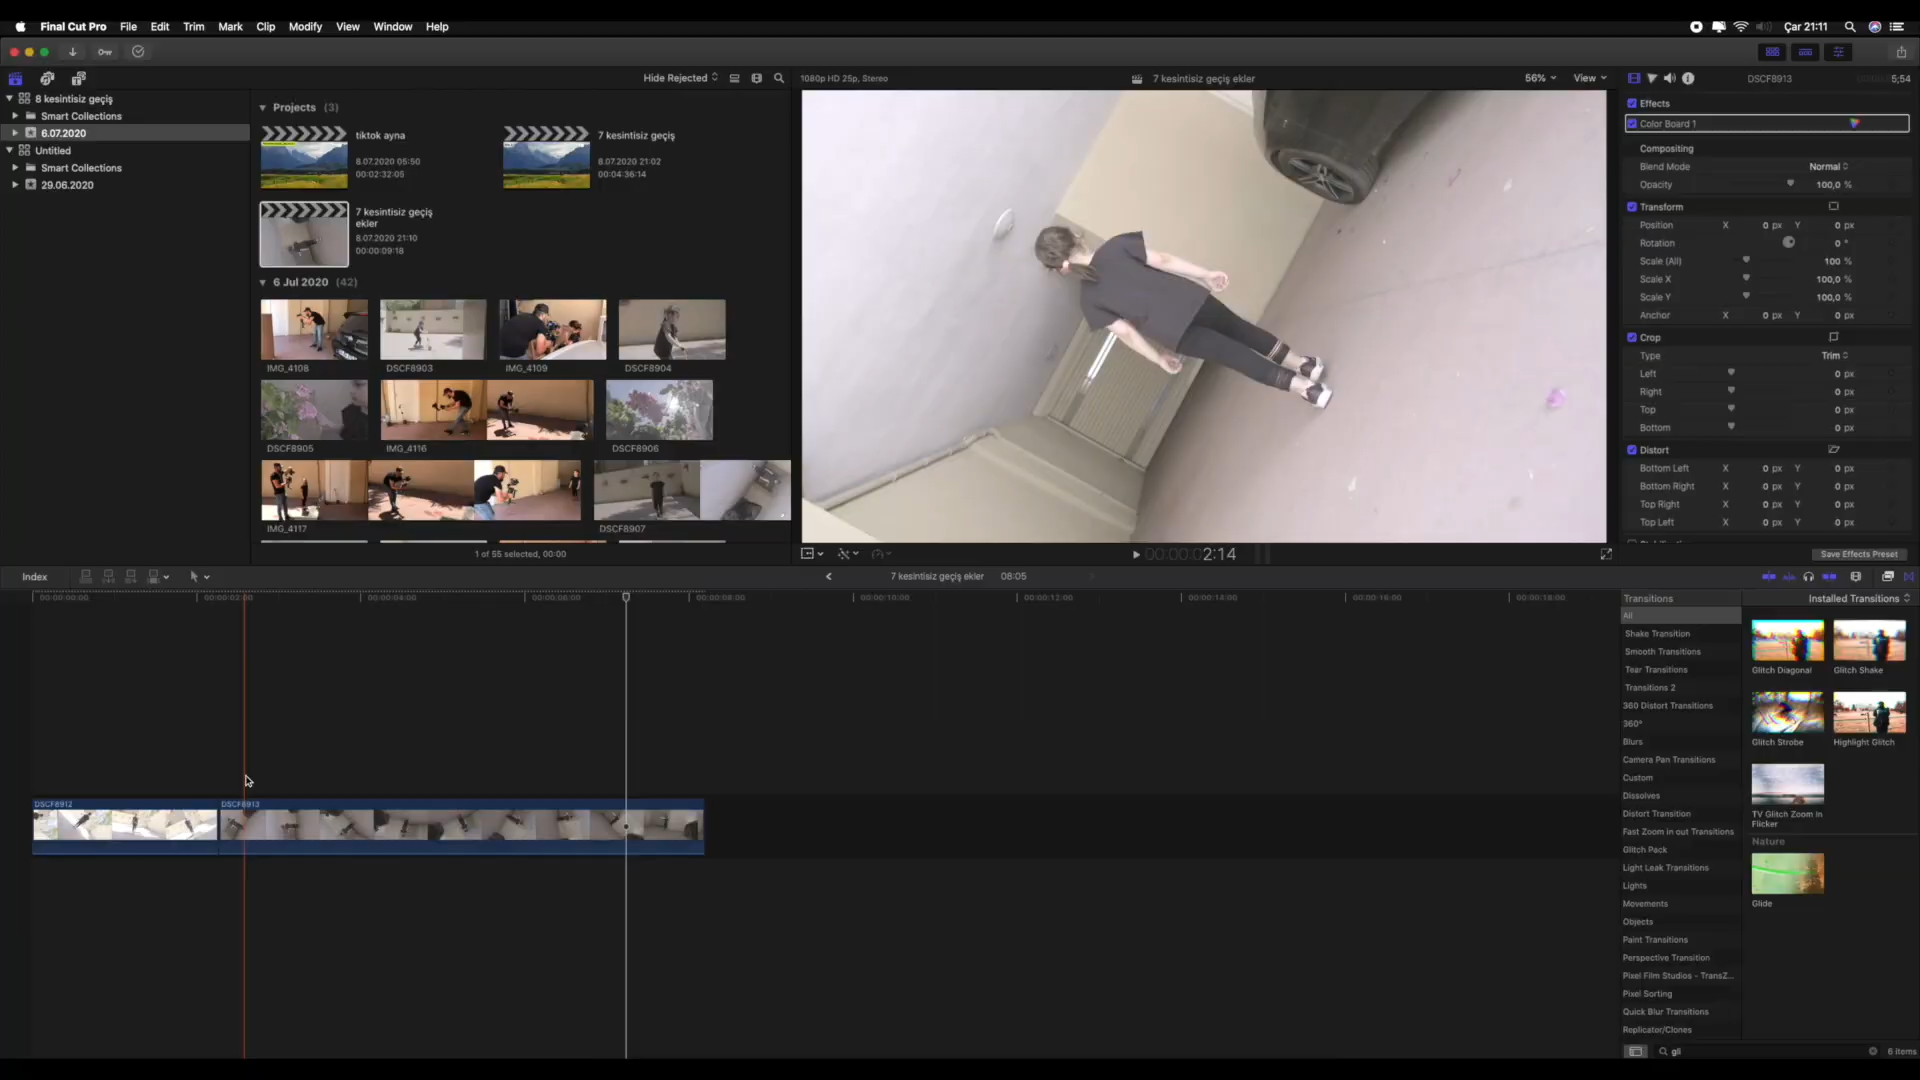 Final Cut Pro File Edit Trim Mark Clip Modify View Window Help
Çar 21:11
Hide Rejected
1080p HD 25p, Stereo
7 kesintisiz geçiş ekler
56%
View
DSCF8913
5;54
8 kesintisiz geçiş
Smart Collections
6.07.2020
Untitled
Smart Collections
29.06.2020
Projects (3)
tiktok ayna
8.07.2020 05:50
00:02:32:05
7 kesintisiz geçiş
8.07.2020 21:02
00:04:36:14
7 kesintisiz geçiş
ekler
8.07.2020 21:10
00:00:09:18
6 Jul 2020 (42)
IMG_4108
DSCF8903
IMG_4109
DSCF8904
DSCF8905
IMG_4116
DSCF8906
IMG_4117
DSCF8907
1 of 55 selected, 00:00
00:00:00:02:14
Effects
Color Board 1
Compositing
Blend Mode Normal
Opacity 100,0 %
Transform
Position X 0 px Y 0 px
Rotation 0 °
Scale (All) 100 %
Scale X 100,0 %
Scale Y 100,0 %
Anchor X 0 px Y 0 px
Crop
Type Trim
Left 0 px
Right 0 px
Top 0 px
Bottom 0 px
Distort
Bottom Left X 0 px Y 0 px
Bottom Right X 0 px Y 0 px
Top Right X 0 px Y 0 px
Top Left X 0 px Y 0 px
Save Effects Preset
Index
7 kesintisiz geçiş ekler 08:05
00:00:00:00 00:00:02:00 00:00:04:00 00:00:06:00 00:00:08:00 00:00:10:00 00:00:12:00 00:00:14:00 00:00:16:00 00:00:18:00
DSCF8912
DSCF8913
Transitions
Installed Transitions
All
Shake Transition
Smooth Transitions
Tear Transitions
Transitions 2
360 Distort Transitions
360°
Blurs
Camera Pan Transitions
Custom
Dissolves
Distort Transition
Fast Zoom in out Transitions
Glitch Pack
Light Leak Transitions
Lights
Movements
Objects
Paint Transitions
Perspective Transition
Pixel Film Studios - TransZ...
Pixel Sorting
Quick Blur Transitions
Replicator/Clones
Glitch Diagonal
Glitch Shake
Glitch Strobe
Highlight Glitch
TV Glitch Zoom In
Flicker
Nature
Glide
gli
6 items